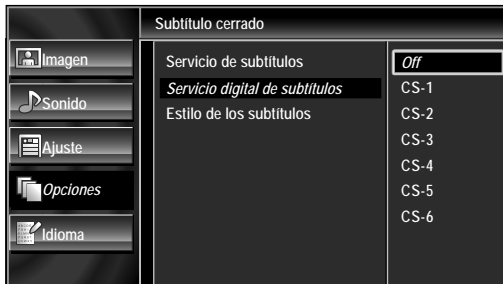 Subtítulo cerrado
Imagen
Sonido
Ajuste
Opciones
Idioma
Servicio de subtítulos
Servicio digital de subtítulos
Estilo de los subtítulos
Off
CS-1
CS-2
CS-3
CS-4
CS-5
CS-6